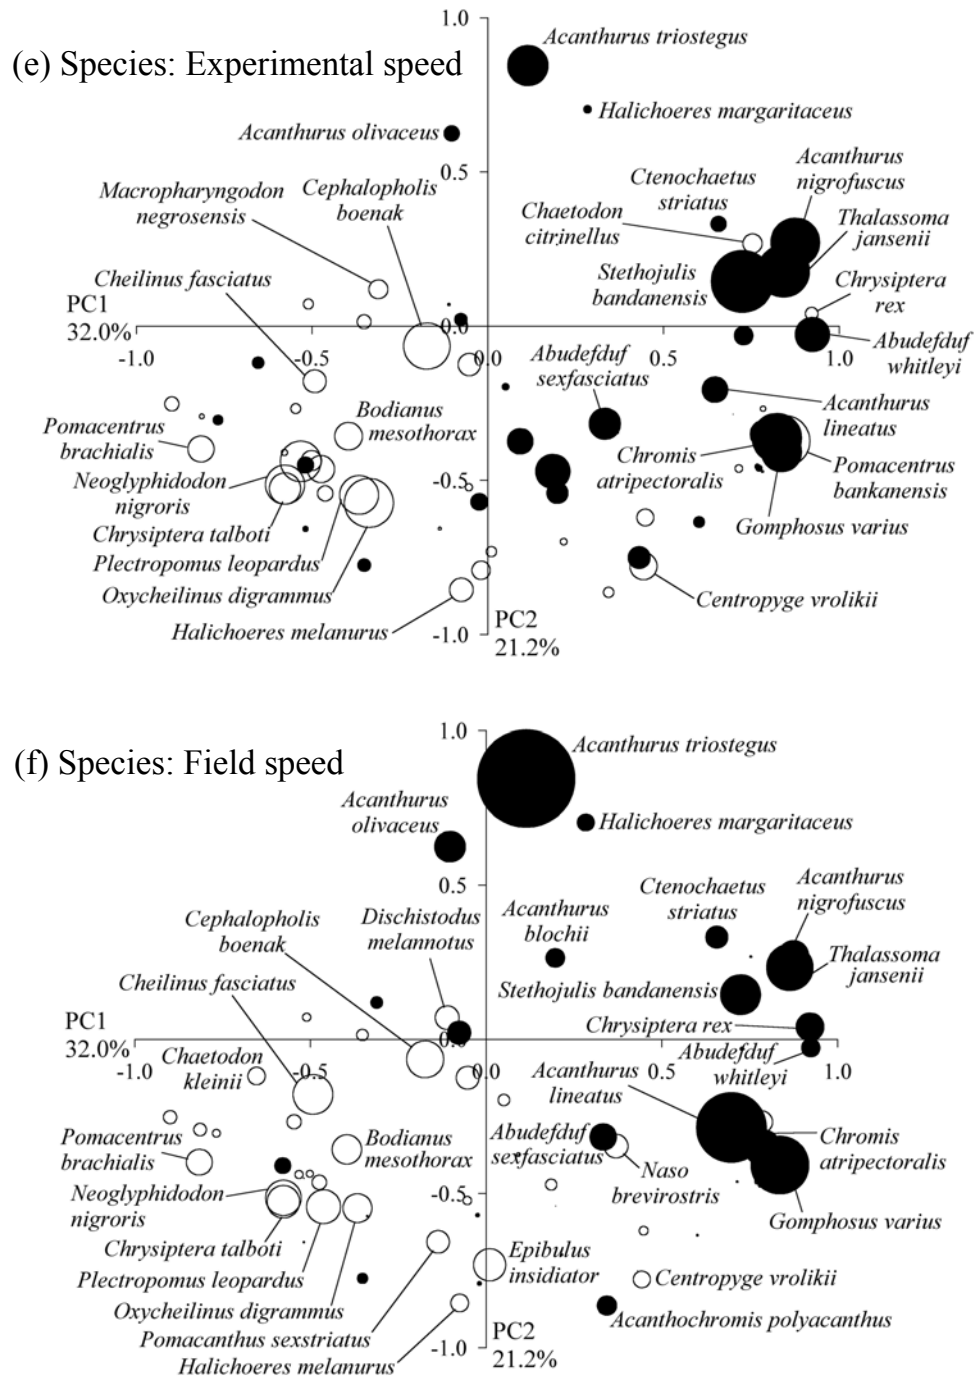 (e) Species: Experimental speed
1.0
Acanthurus triostegus
Halichoeres margaritaceus
Acanthurus olivaceus
0.5
Macropharyngodon
negrosensis
Cephalopholis
boenak
Ctenochaetus
striatus
Acanthurus
nigrofuscus
Chaetodon
citrinellus
Thalassoma
jansenii
Cheilinus fasciatus
Stethojulis
bandanensis
Chrysiptera
rex
PC1
32.0%
0.0
-1.0
-0.5
0.0
0.5
1.0
Abudefduf
whitleyi
Abudefduf
sexfasciatus
Pomacentrus
brachialis
Bodianus
mesothorax
Acanthurus
lineatus
Chromis
atripectoralis
Pomacentrus
bankanensis
Neoglyphidodon
nigroris
-0.5
Gomphosus varius
Chrysiptera talboti
Plectropomus leopardus
Oxycheilinus digrammus
Centropyge vrolikii
Halichoeres melanurus
-1.0
PC2
21.2%
(f) Species: Field speed
1.0
Acanthurus triostegus
Acanthurus
olivaceus
Halichoeres margaritaceus
0.5
Cephalopholis
boenak
Dischistodus
melannotus
Acanthurus
blochii
Ctenochaetus
striatus
Acanthurus
nigrofuscus
Thalassoma
jansenii
Cheilinus fasciatus
Stethojulis bandanensis
Chrysiptera rex
PC1
32.0%
0.0
-1.0
-0.5
0.0
0.5
1.0
Abudefduf
whitleyi
Chaetodon
kleinii
Acanthurus
lineatus
Pomacentrus
brachialis
Bodianus
mesothorax
Abudefduf
sexfasciatus
Chromis
atripectoralis
Naso
brevirostris
Neoglyphidodon
nigroris
-0.5
Gomphosus varius
Chrysiptera talboti
Plectropomus leopardus
Epibulus
insidiator
Centropyge vrolikii
Oxycheilinus digrammus
Acanthochromis polyacanthus
Pomacanthus sexstriatus
Halichoeres melanurus
-1.0
PC2
21.2%